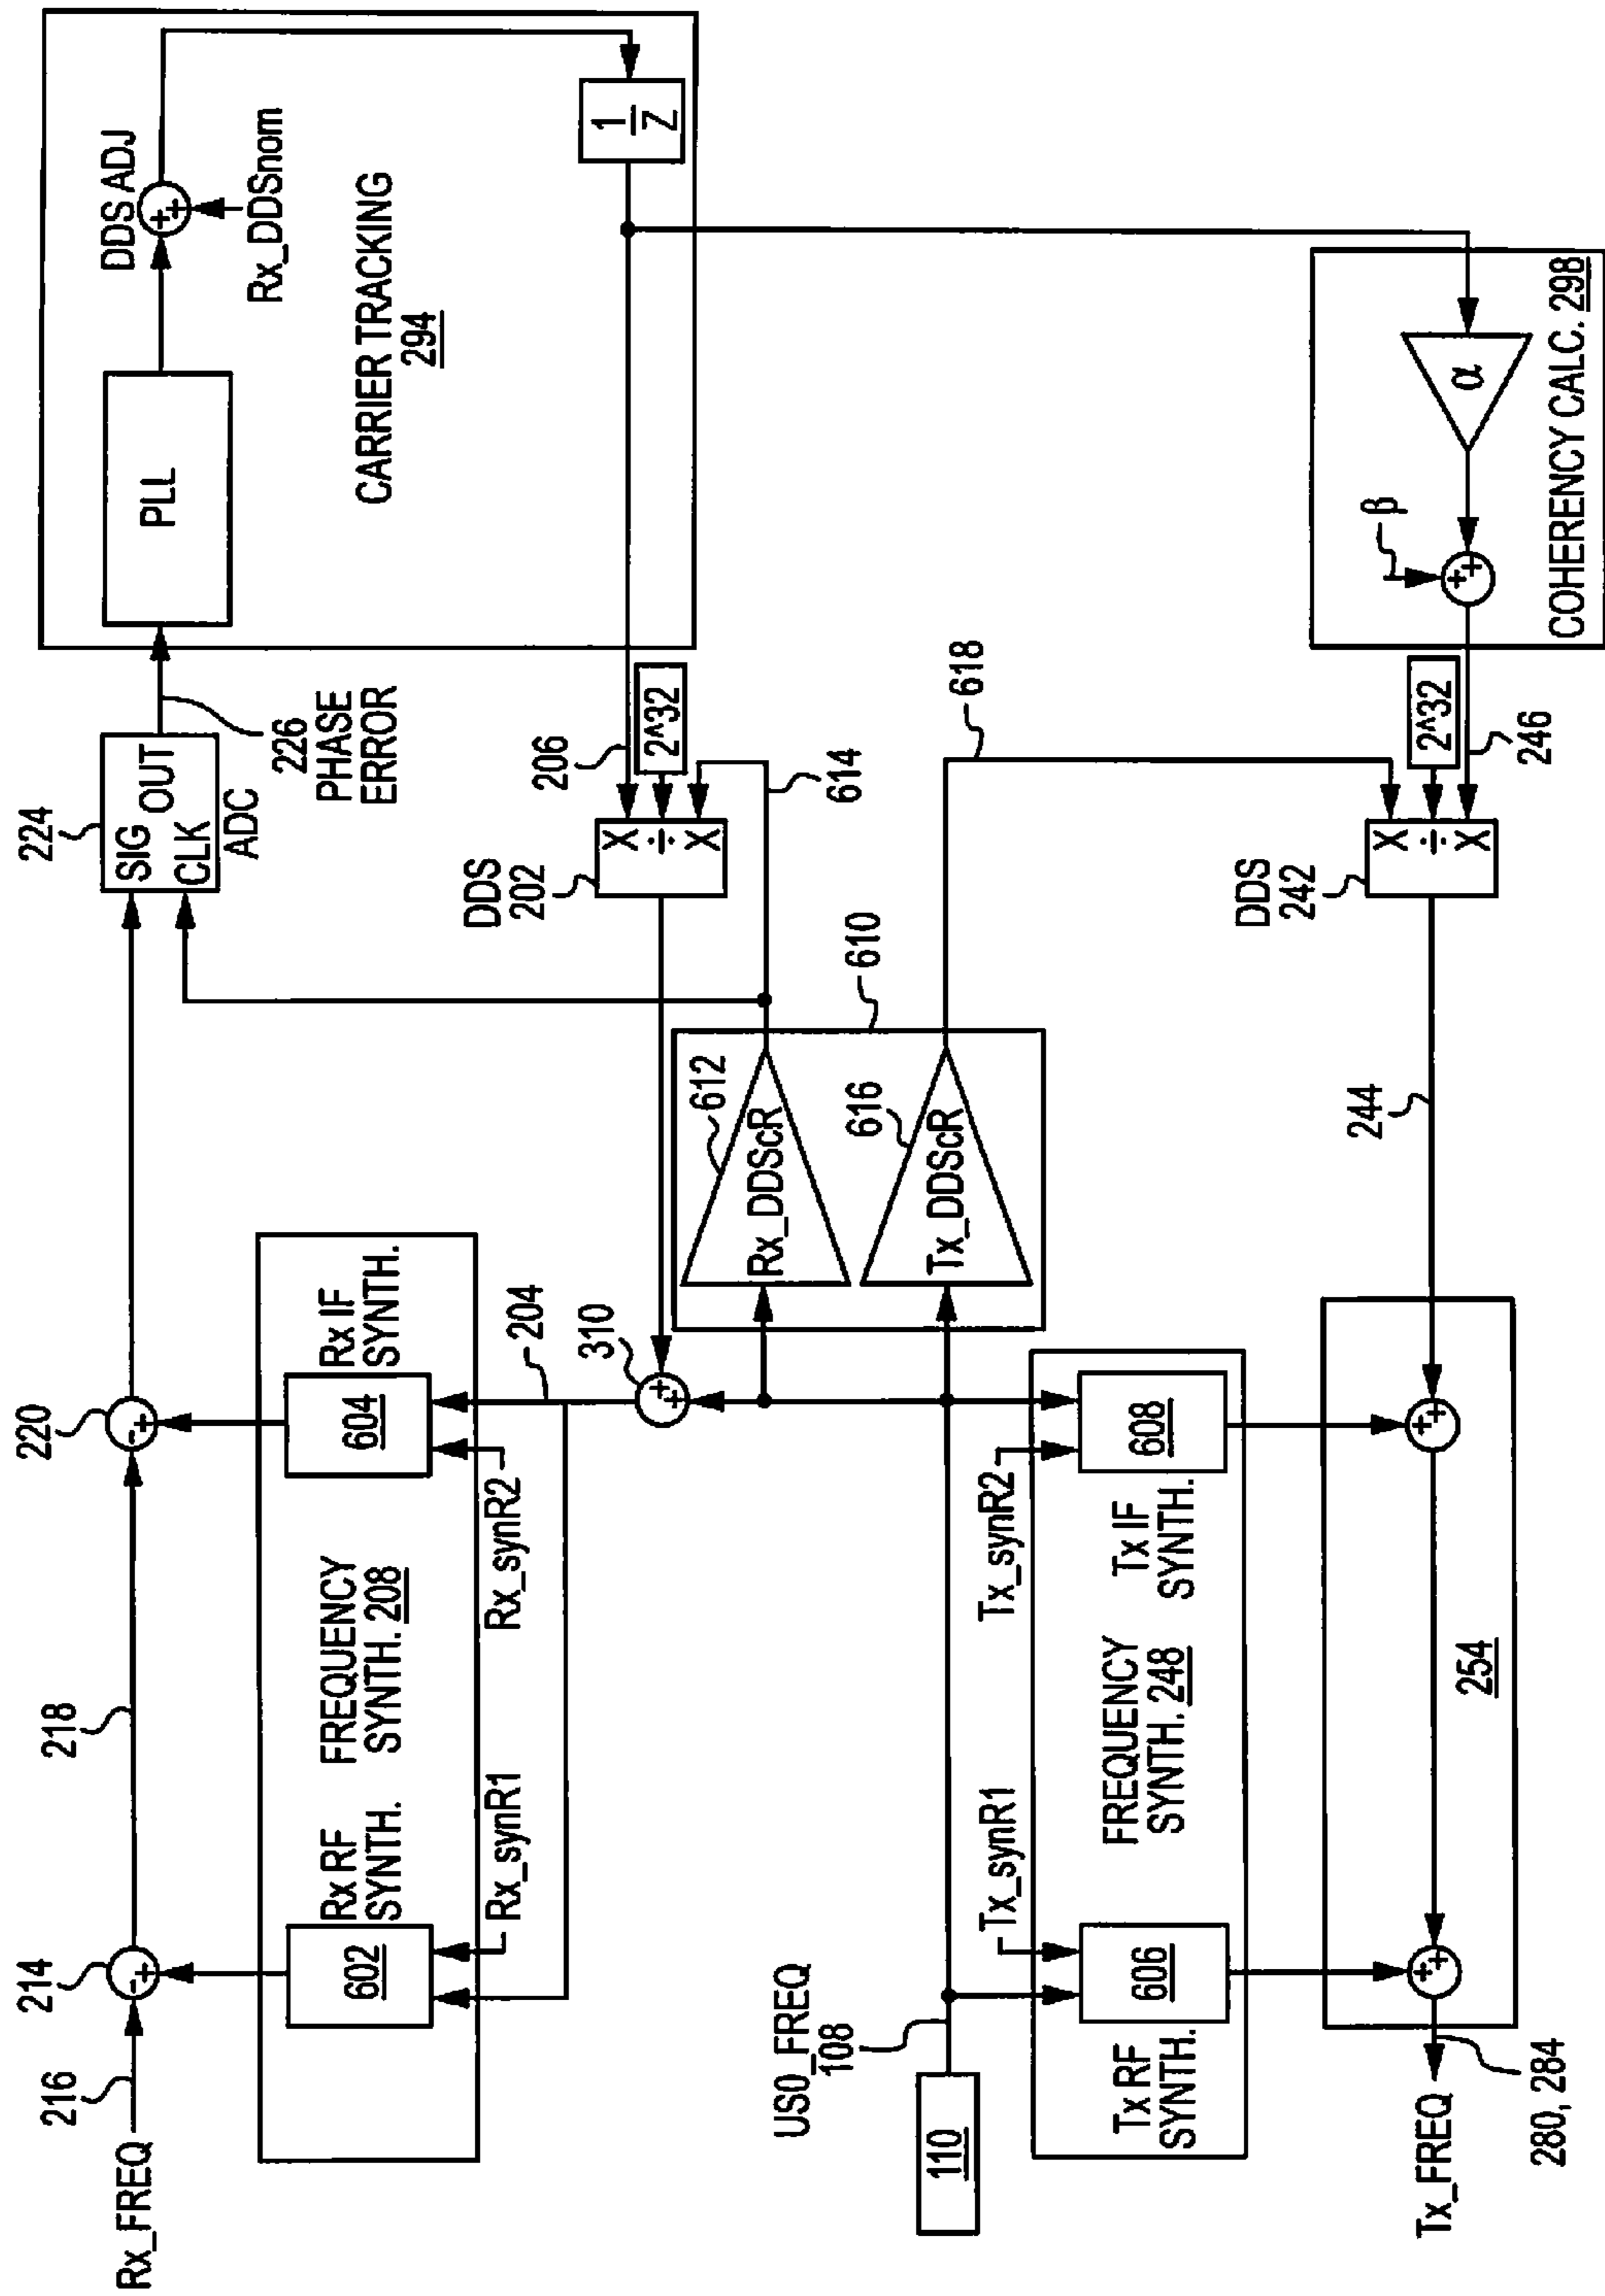 Rx_FREQ
216
214
218
220
224
SIG
OUT
CLK
ADC
226
PHASE
ERROR
PLL
DDS ADJ
+
+
Rx_DDSnom
CARRIER TRACKING
294
1
Z
-
+
-
+
Rx RF
SYNTH.
602
FREQUENCY
SYNTH. 208
Rx IF
SYNTH.
604
Rx_synR1
Rx_synR2
204
310
+
+
DDS
202
X
÷
X
206
2^32
614
612
Rx_DDScR
616
Tx_DDScR
610
618
US0_FREQ
108
110
Tx_synR1
Tx_synR2
606
Tx RF
SYNTH.
FREQUENCY
SYNTH. 248
608
Tx IF
SYNTH.
DDS
242
X
÷
X
2^32
246
244
β
+
+
α
COHERENCY CALC. 298
+
+
+
+
254
Tx_FREQ
280, 284